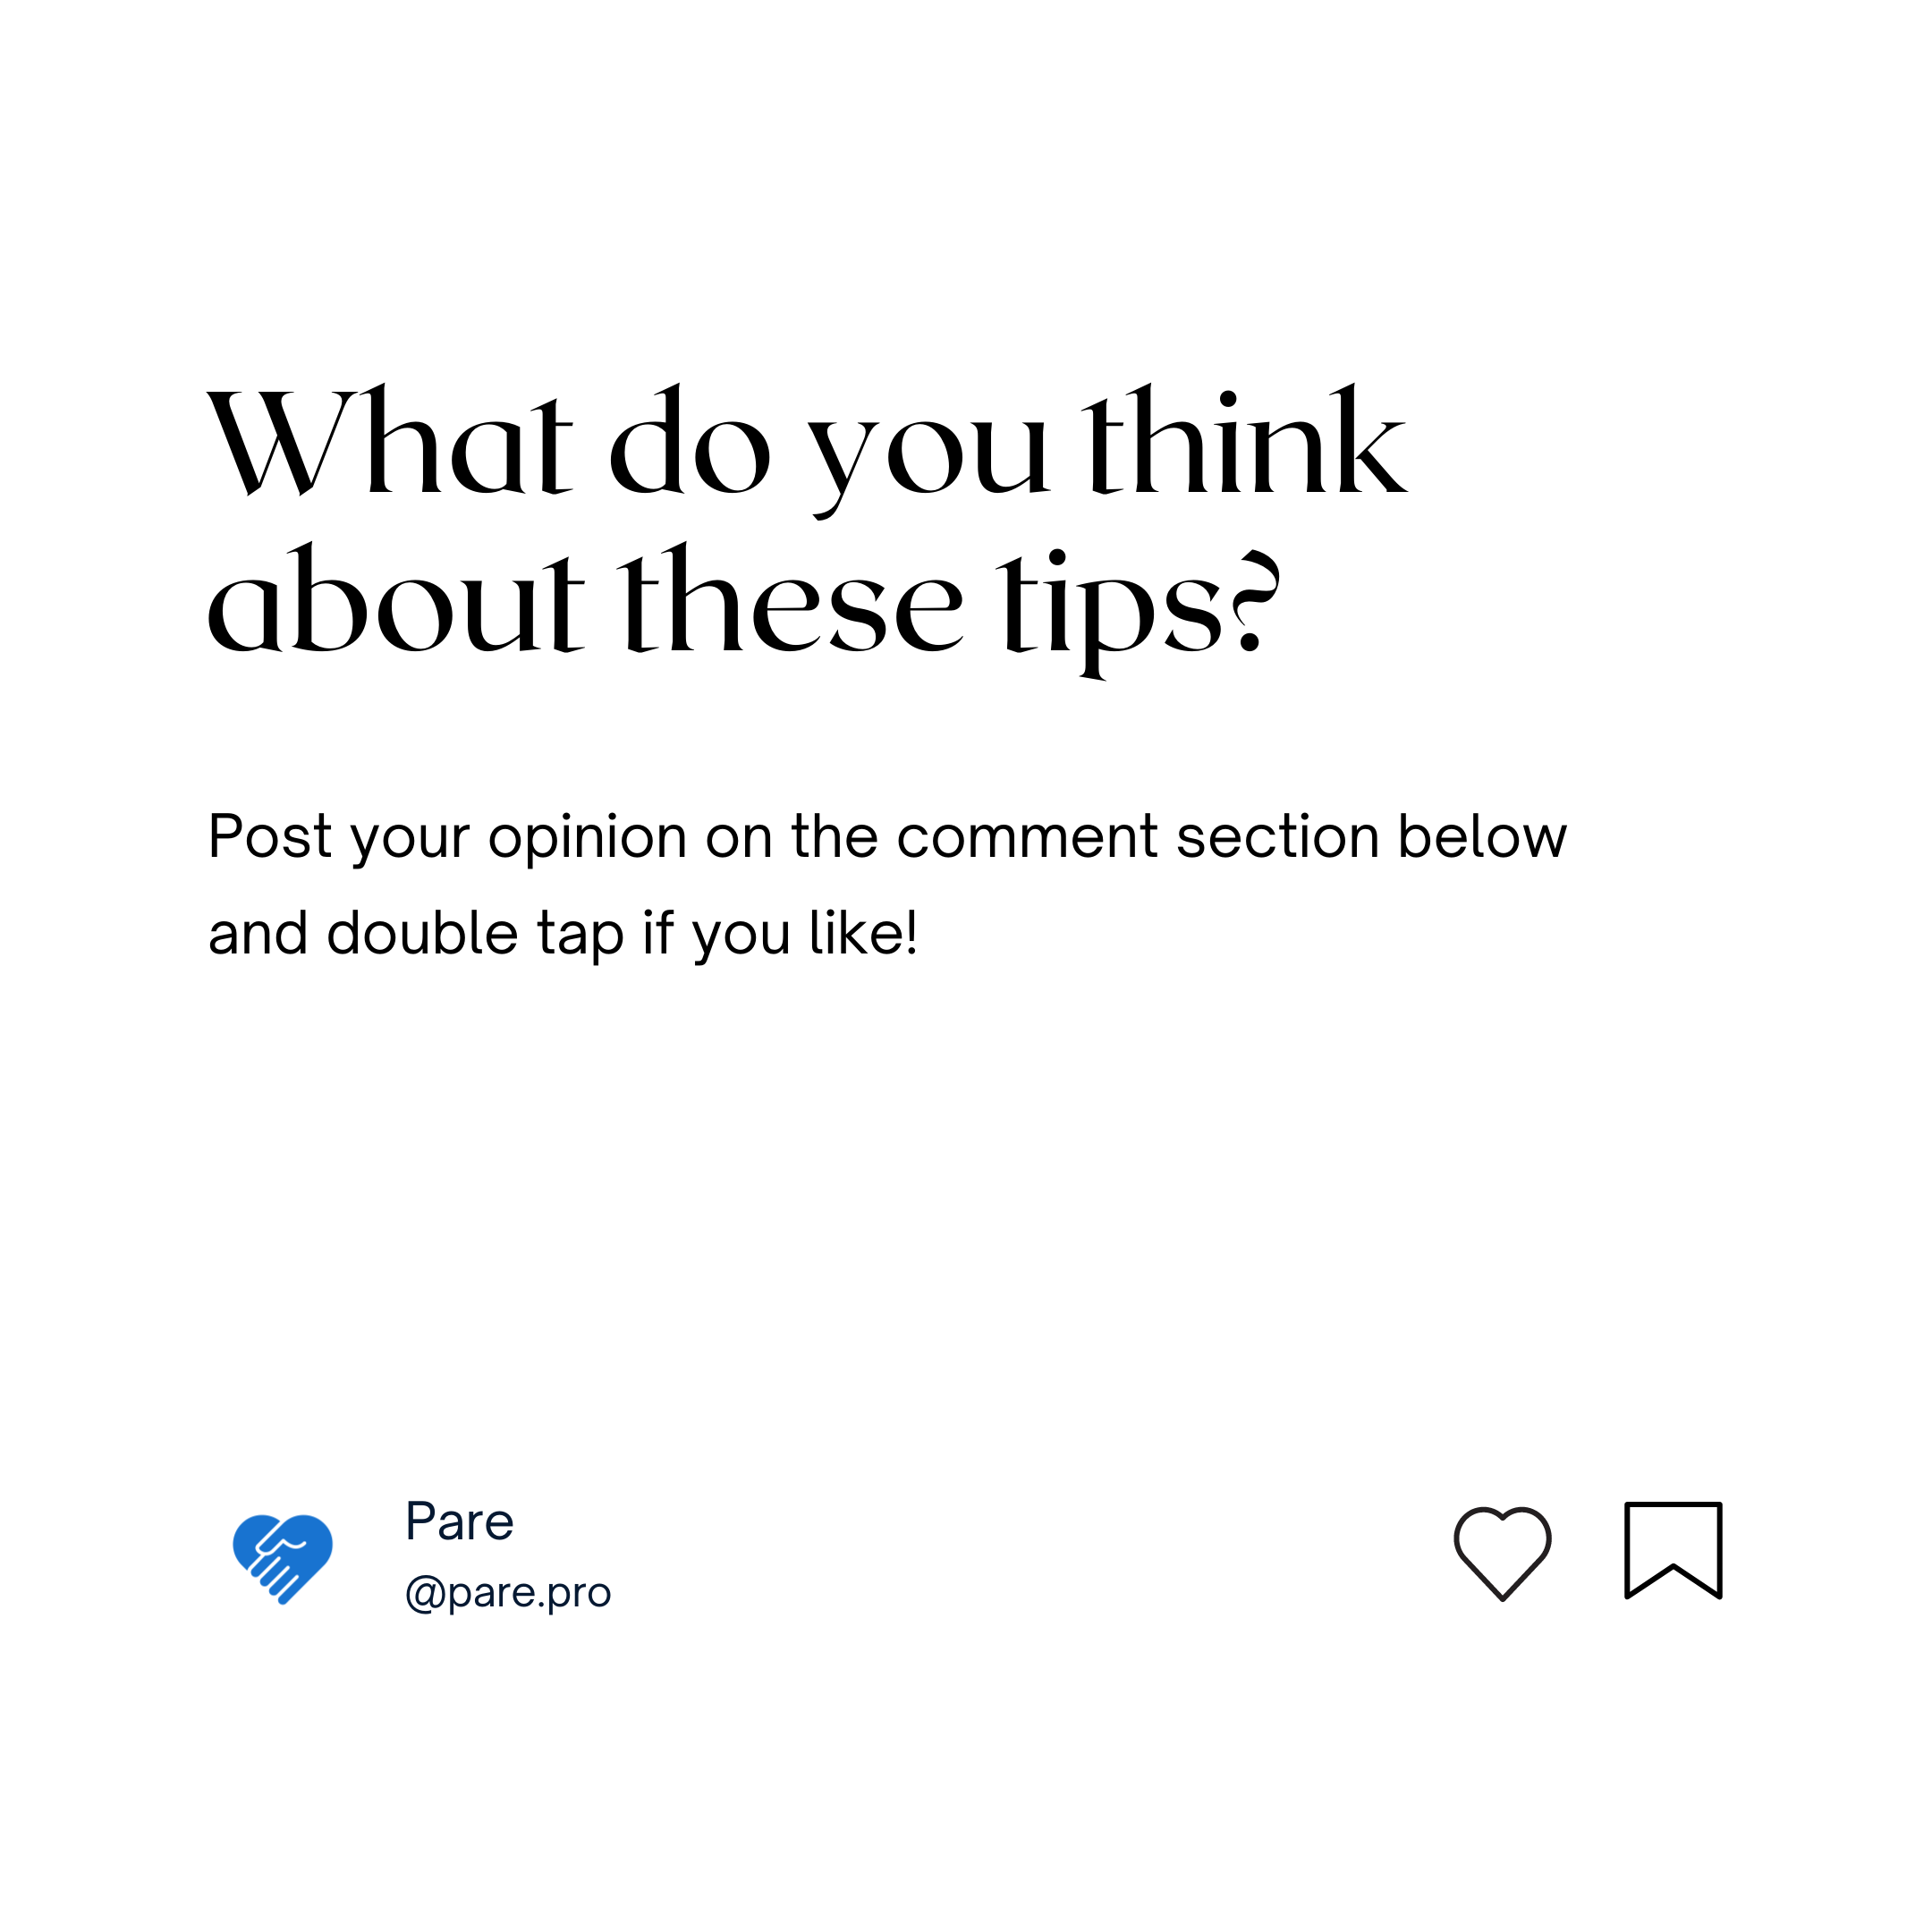 What do you think
about these tips?
Post your opinion on the comment section below
and double tap if you like!
Pare
@pare.pro